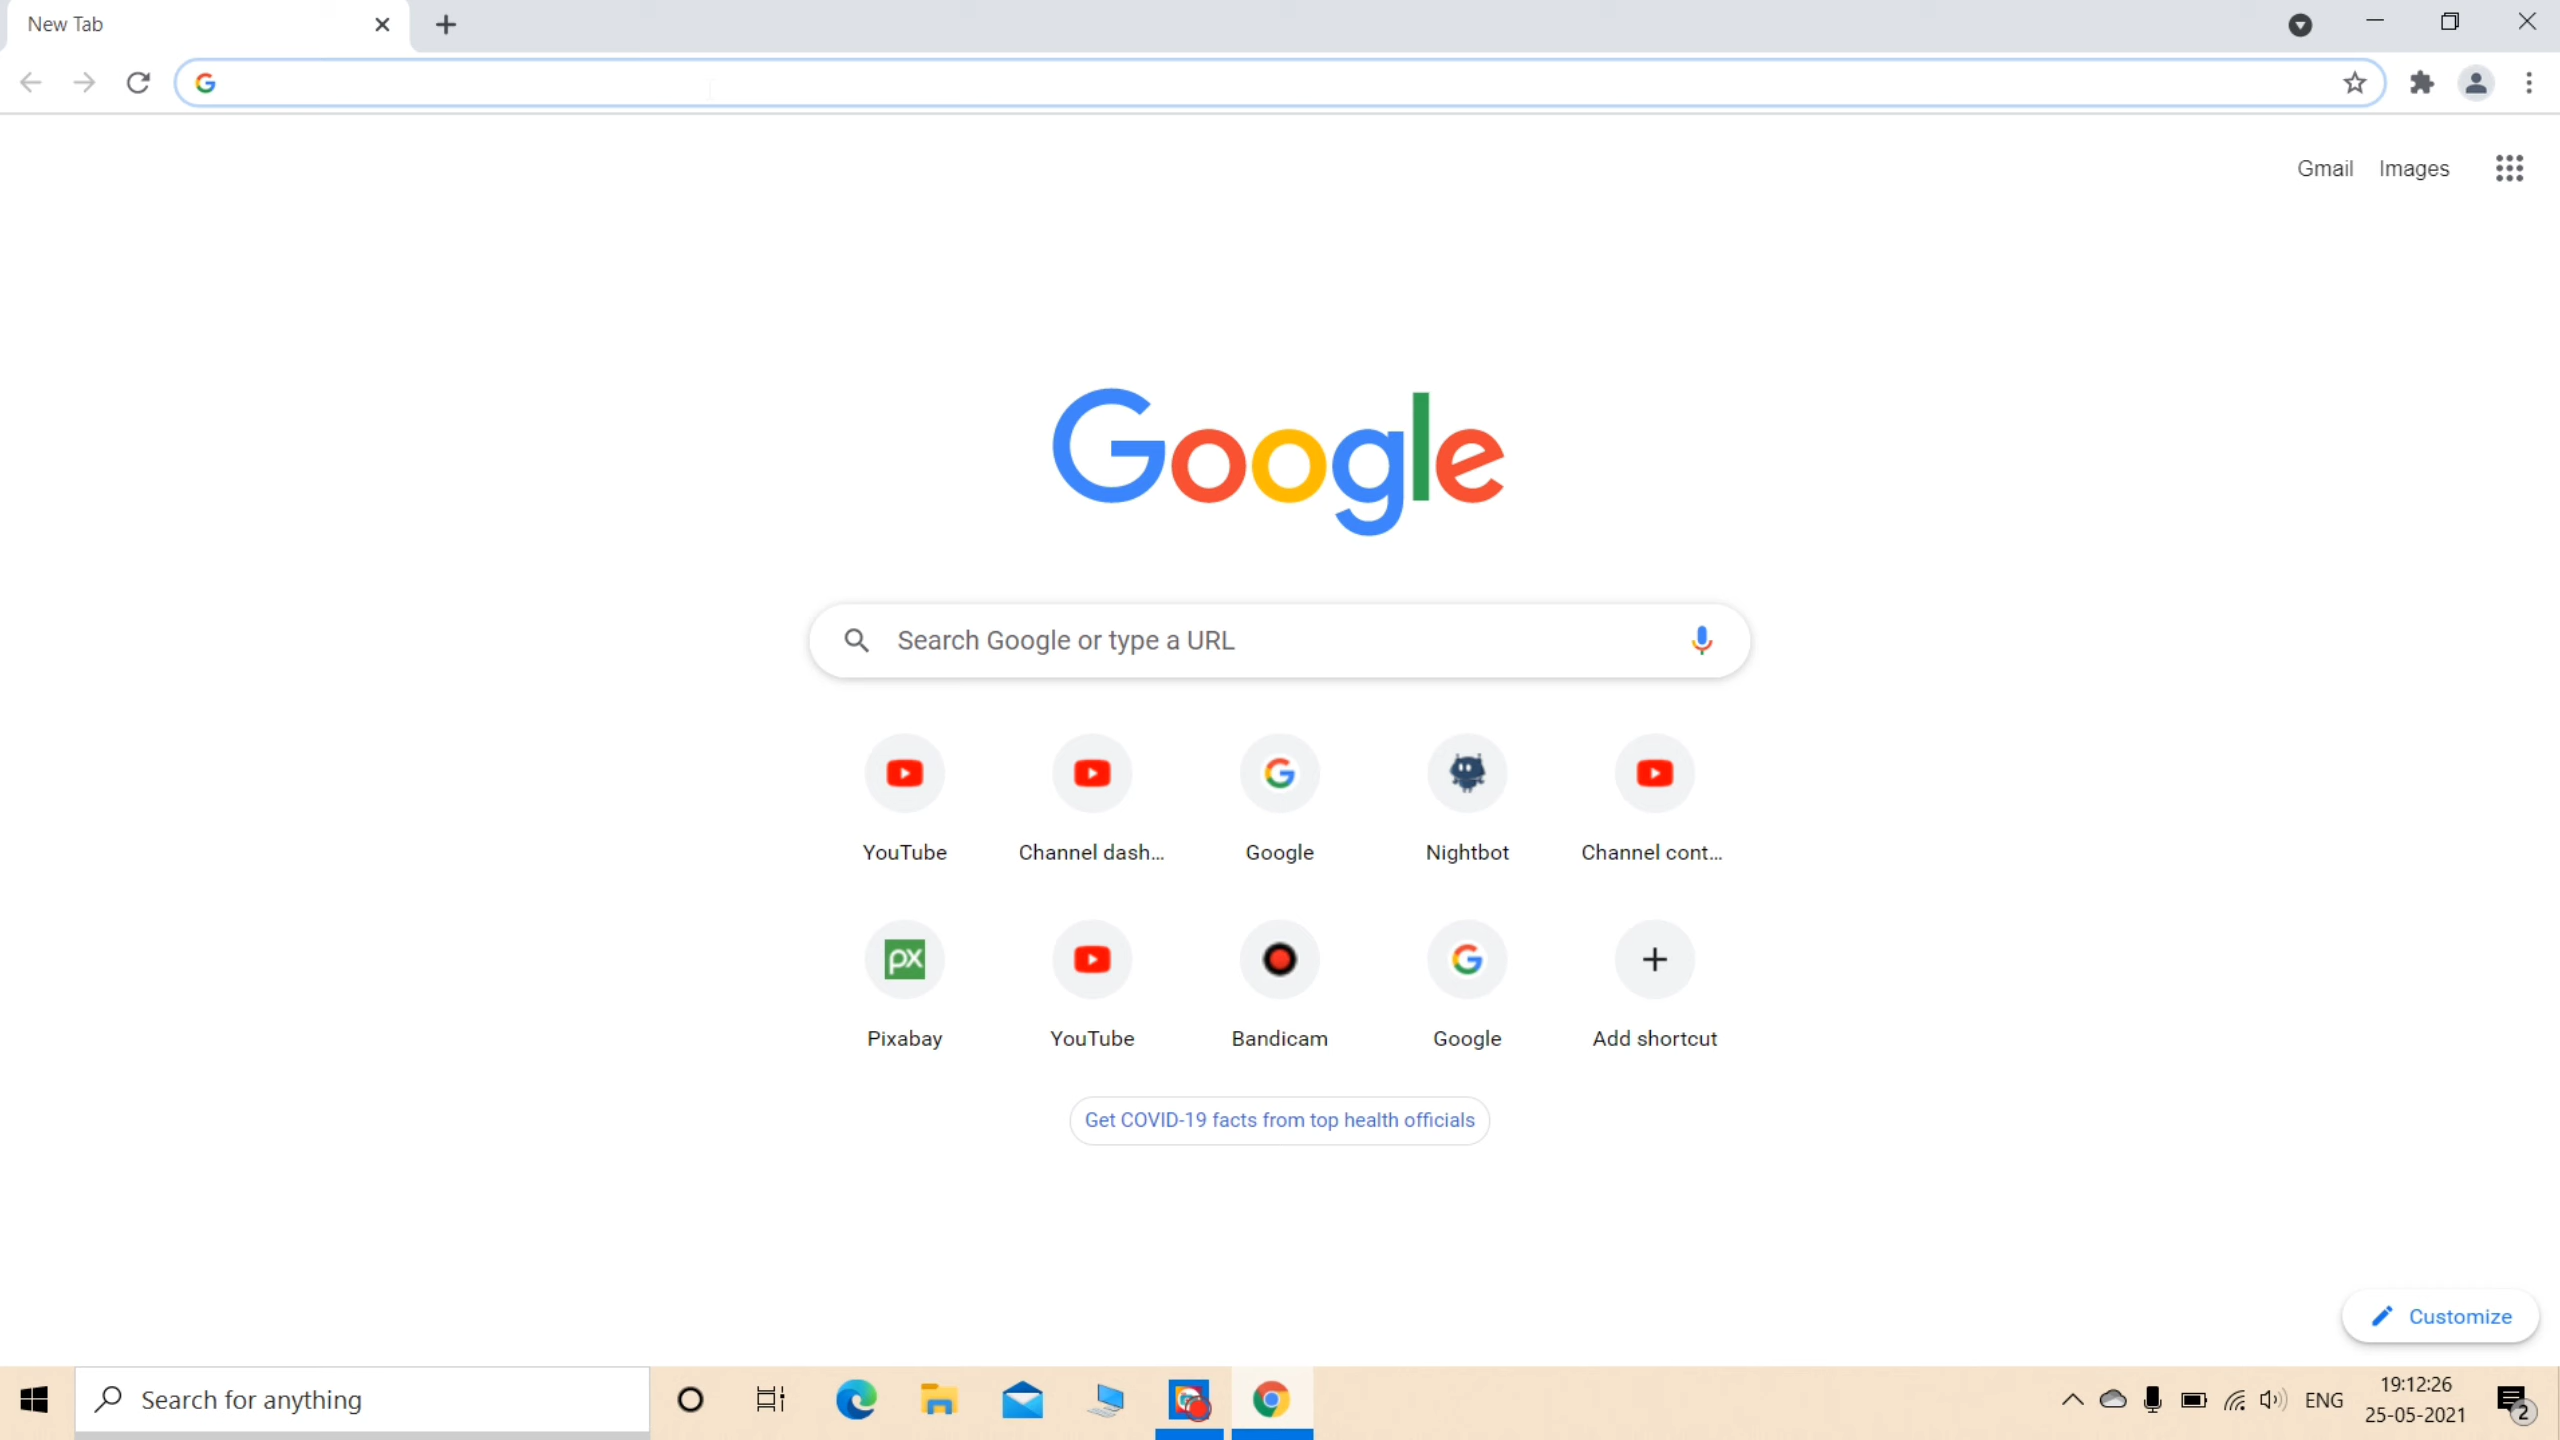 New Tab
Gmail Images
Google
Search Google or type a URL
YouTube Channel dash... Google Nightbot Channel cont...
px
Pixabay YouTube Bandicam Google Add shortcut
Get COVID-19 facts from top health officials
Customize
Search for anything
ENG
19:12:26
25-05-2021
2